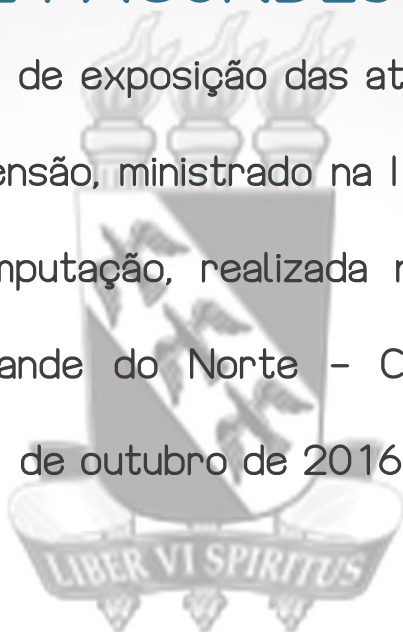 de exposição das at
ensão, ministrado na I
mputação, realizada r
ande do Norte – C
de outubro de 2016
LIBER VI SPIRITUS